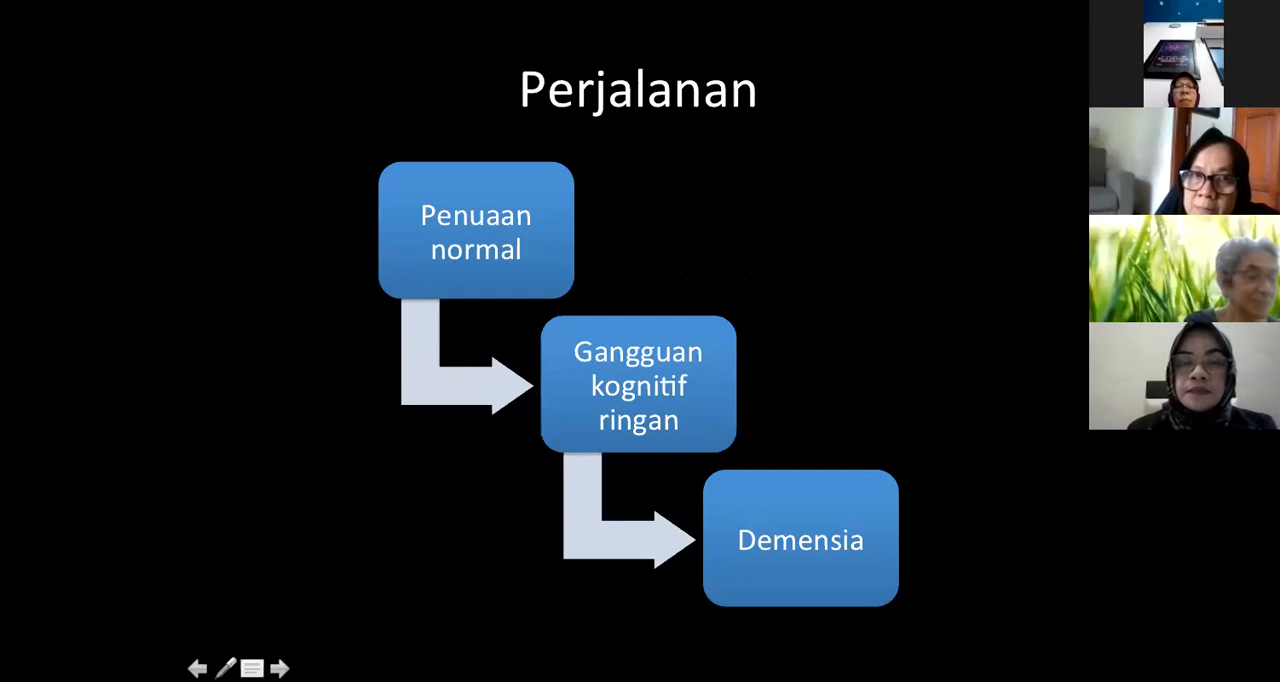 Perjalanan
Penuaan
normal
Gangguan
kognitif
ringan
Demensia